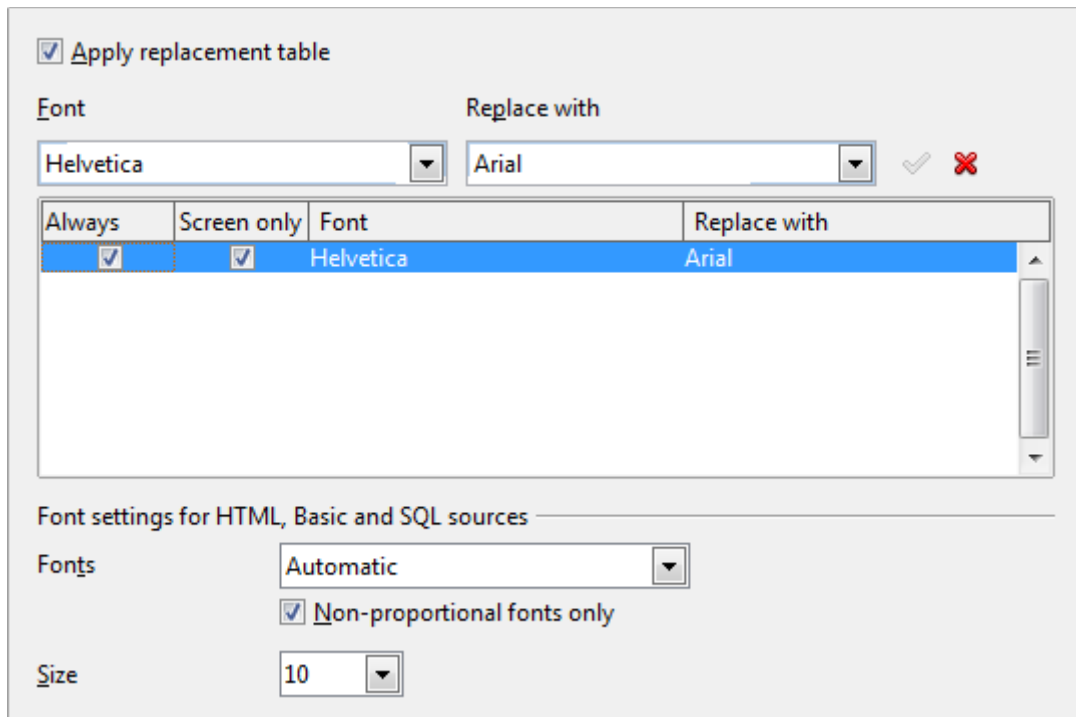 Apply replacement table
Font Replace with
Helvetica Arial
Always Screen only Font Replace with
Helvetica Arial
Font settings for HTML, Basic and SQL sources
Fonts Automatic
Non-proportional fonts only
Size 10